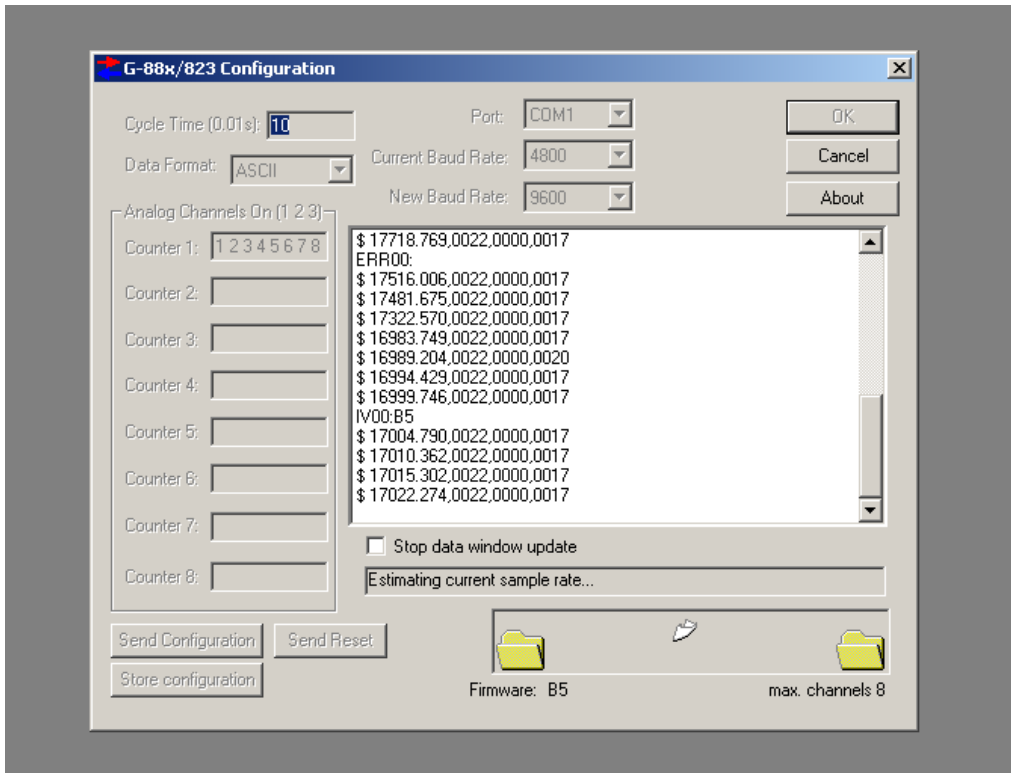 G-88x/823 Configuration
Cycle Time (0.01s): 10
Port: COM1
OK
Data Format: ASCII
Current Baud Rate: 4800
Cancel
New Baud Rate: 9600
About
Analog Channels On (1 2 3)
Counter 1: 1 2 3 4 5 6 7 8
Counter 2:
Counter 3:
Counter 4:
Counter 5:
Counter 6:
Counter 7:
Counter 8:
$ 17718.769,0022,0000,0017
ERR00:
$ 17516.006,0022,0000,0017
$ 17481.675,0022,0000,0017
$ 17322.570,0022,0000,0017
$ 16983.749,0022,0000,0017
$ 16989.204,0022,0000,0020
$ 16994.429,0022,0000,0017
$ 16999.746,0022,0000,0017
IV00:B5
$ 17004.790,0022,0000,0017
$ 17010.362,0022,0000,0017
$ 17015.302,0022,0000,0017
$ 17022.274,0022,0000,0017
Stop data window update
Estimating current sample rate...
Send Configuration
Send Reset
Store configuration
Firmware: B5
max. channels 8